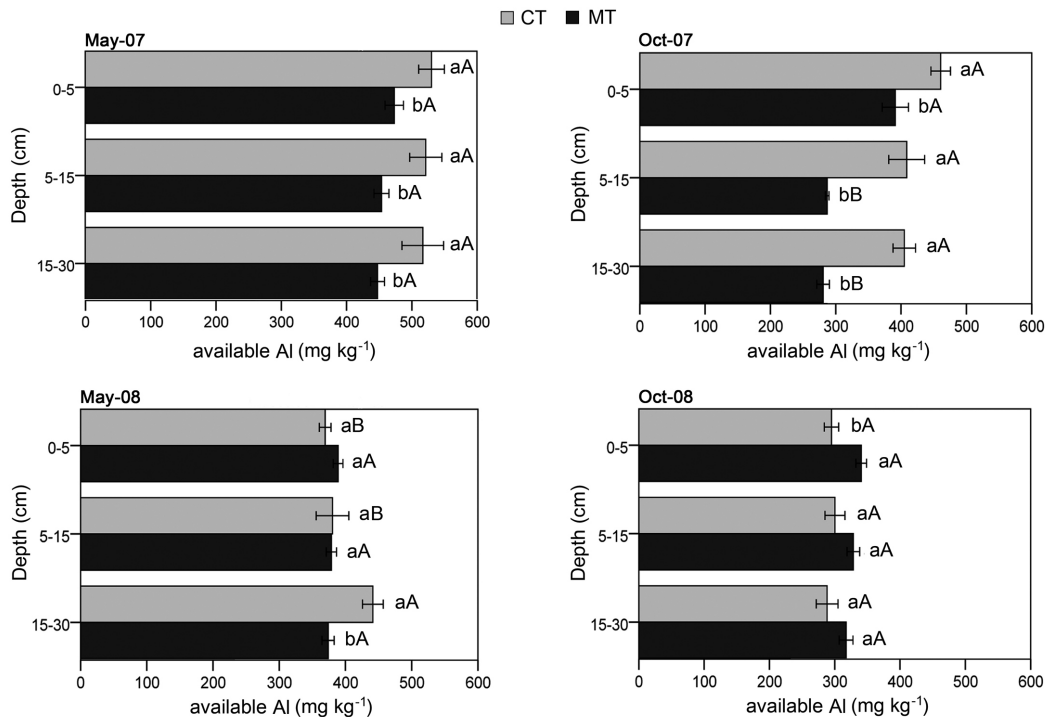 CT MT
May-07
Depth (cm)
0-5
aA
bA
5-15
aA
bA
15-30
aA
bA
0 100 200 300 400 500 600
available Al (mg kg⁻¹)
Oct-07
Depth (cm)
0-5
aA
bA
5-15
aA
bB
15-30
aA
bB
0 100 200 300 400 500 600
available Al (mg kg⁻¹)
May-08
Depth (cm)
0-5
aB
aA
5-15
aB
aA
15-30
aA
bA
0 100 200 300 400 500 600
available Al (mg kg⁻¹)
Oct-08
Depth (cm)
0-5
bA
aA
5-15
aA
aA
15-30
aA
aA
0 100 200 300 400 500 600
available Al (mg kg⁻¹)